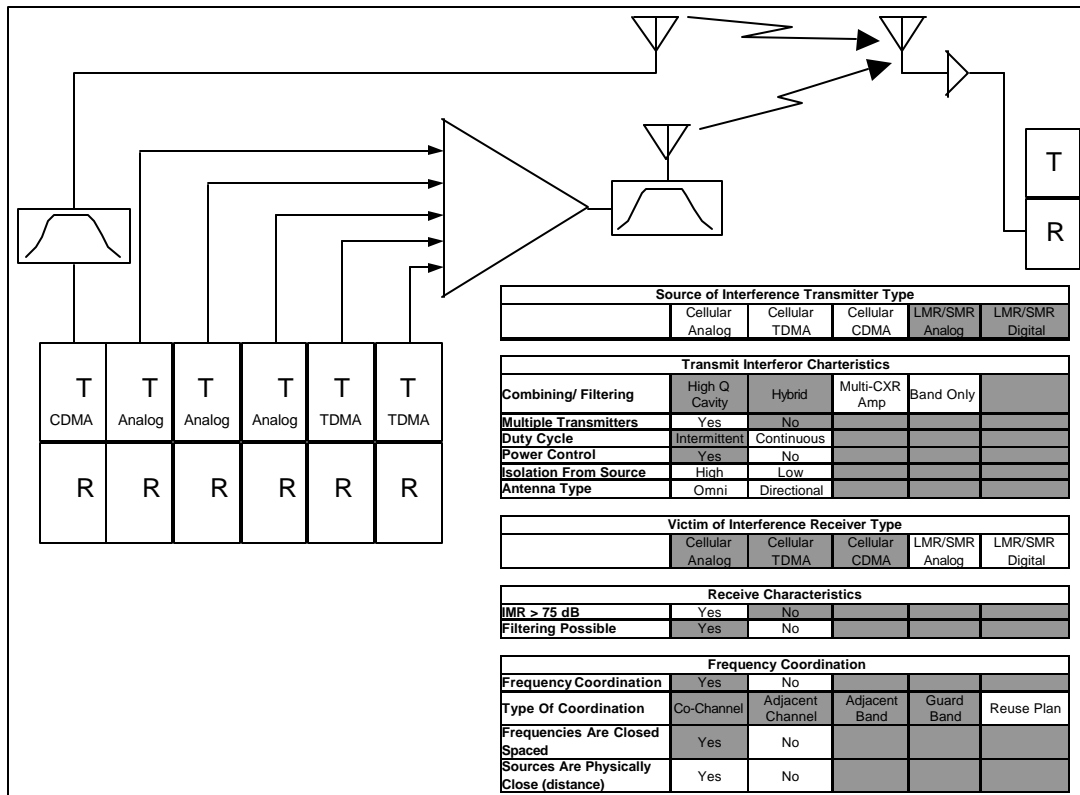 T
R
T
CDMA
T
Analog
T
Analog
T
Analog
T
TDMA
T
TDMA
R
R
R
R
R
R
Source of Interference Transmitter Type
Cellular Analog
Cellular TDMA
Cellular CDMA
LMR/SMR Analog
LMR/SMR Digital
Transmit Interferor Charteristics
Combining/ Filtering
High Q Cavity
Hybrid
Multi-CXR Amp
Band Only
Multiple Transmitters
Yes
No
Duty Cycle
Intermittent
Continuous
Power Control
Yes
No
Isolation From Source
High
Low
Antenna Type
Omni
Directional
Victim of Interference Receiver Type
Cellular Analog
Cellular TDMA
Cellular CDMA
LMR/SMR Analog
LMR/SMR Digital
Receive Characteristics
IMR > 75 dB
Yes
No
Filtering Possible
Yes
No
Frequency Coordination
Frequency Coordination
Yes
No
Type Of Coordination
Co-Channel
Adjacent Channel
Adjacent Band
Guard Band
Reuse Plan
Frequencies Are Closed Spaced
Yes
No
Sources Are Physically Close (distance)
Yes
No